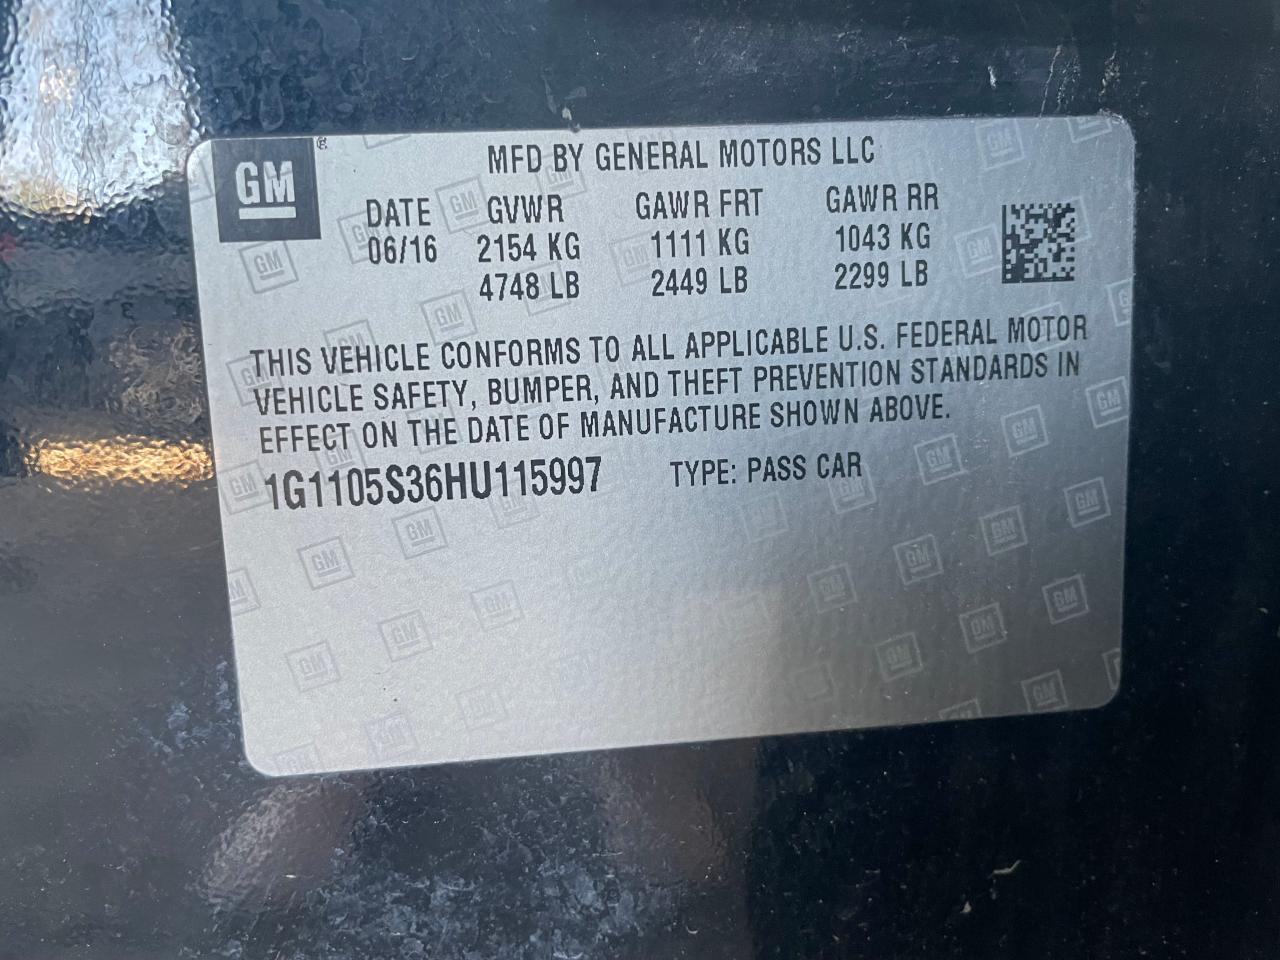 GM ®
MFD BY GENERAL MOTORS LLC
DATE GVWR GAWR FRT GAWR RR
06/16 2154 KG 1111 KG 1043 KG
4748 LB 2449 LB 2299 LB
THIS VEHICLE CONFORMS TO ALL APPLICABLE U.S. FEDERAL MOTOR
VEHICLE SAFETY, BUMPER, AND THEFT PREVENTION STANDARDS IN
EFFECT ON THE DATE OF MANUFACTURE SHOWN ABOVE.
1G1105S36HU115997 TYPE: PASS CAR